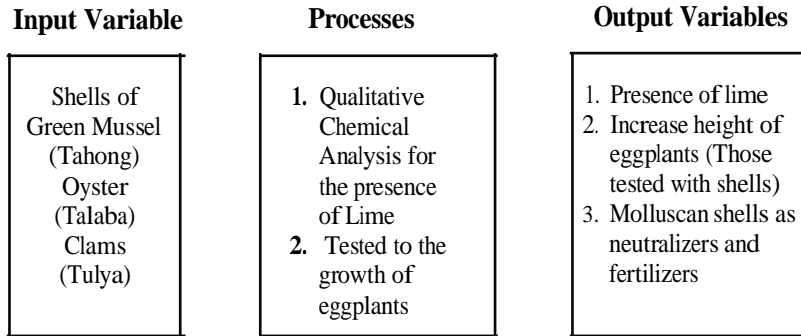 Input Variable
Shells of
Green Mussel
(Tahong)
Oyster
(Talaba)
Clams
(Tulya)
Processes
1. Qualitative
Chemical
Analysis for
the presence
of Lime
2. Tested to the
growth of
eggplants
Output Variables
1. Presence of lime
2. Increase height of
eggplants (Those
tested with shells)
3. Molluscan shells as
neutralizers and
fertilizers